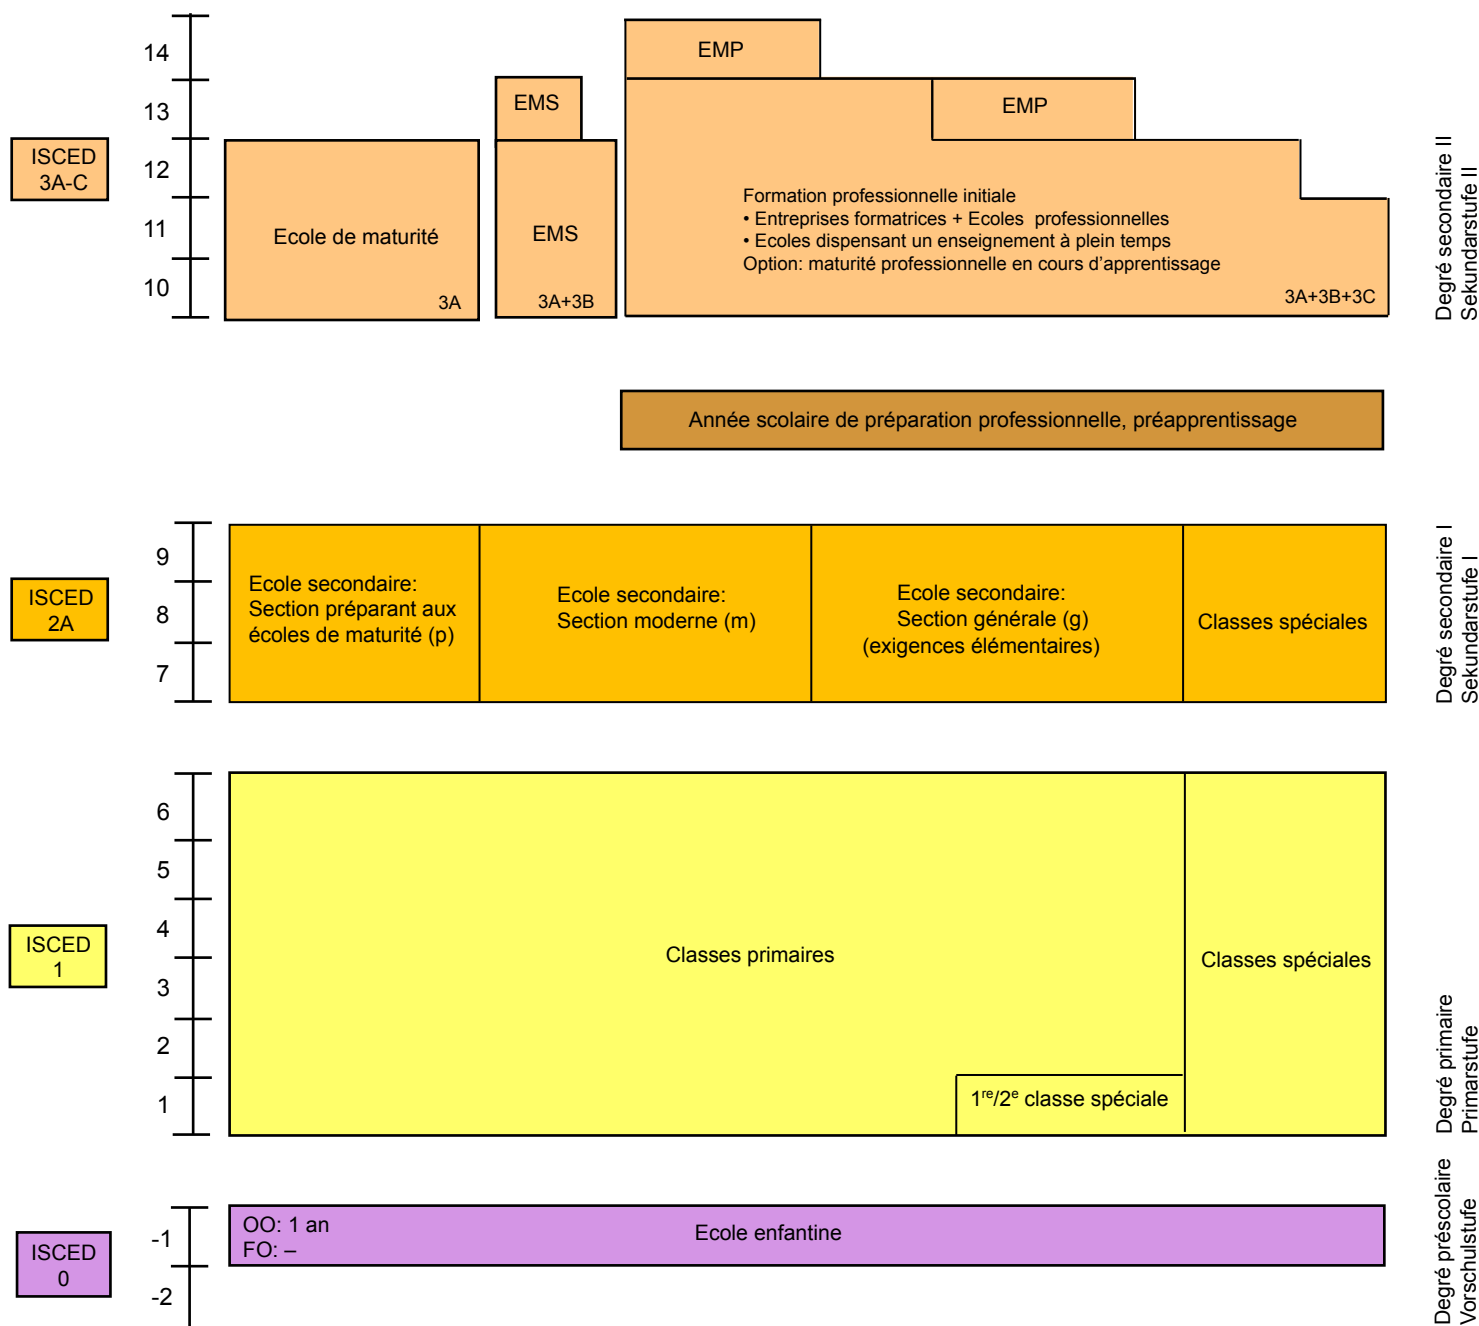 14
EMP
13
EMS
EMP
ISCED
3A-C
12
11
10
Ecole de maturité
3A
EMS
3A+3B
Formation professionnelle initiale
• Entreprises formatrices + Ecoles professionnelles
• Ecoles dispensant un enseignement à plein temps
Option: maturité professionnelle en cours d’apprentissage
3A+3B+3C
Degré secondaire II
Sekundarstufe II
Année scolaire de préparation professionnelle, préapprentissage
ISCED
2A
9
8
7
Ecole secondaire:
Section préparant aux
écoles de maturité (p)
Ecole secondaire:
Section moderne (m)
Ecole secondaire:
Section générale (g)
(exigences élémentaires)
Classes spéciales
Degré secondaire I
Sekundarstufe I
ISCED
1
6
5
4
3
2
1
Classes primaires
Classes spéciales
1re/2e classe spéciale
Degré primaire
Primarstufe
ISCED
0
-1
-2
OO: 1 an
FO: –
Ecole enfantine
Degré préscolaire
Vorschulstufe